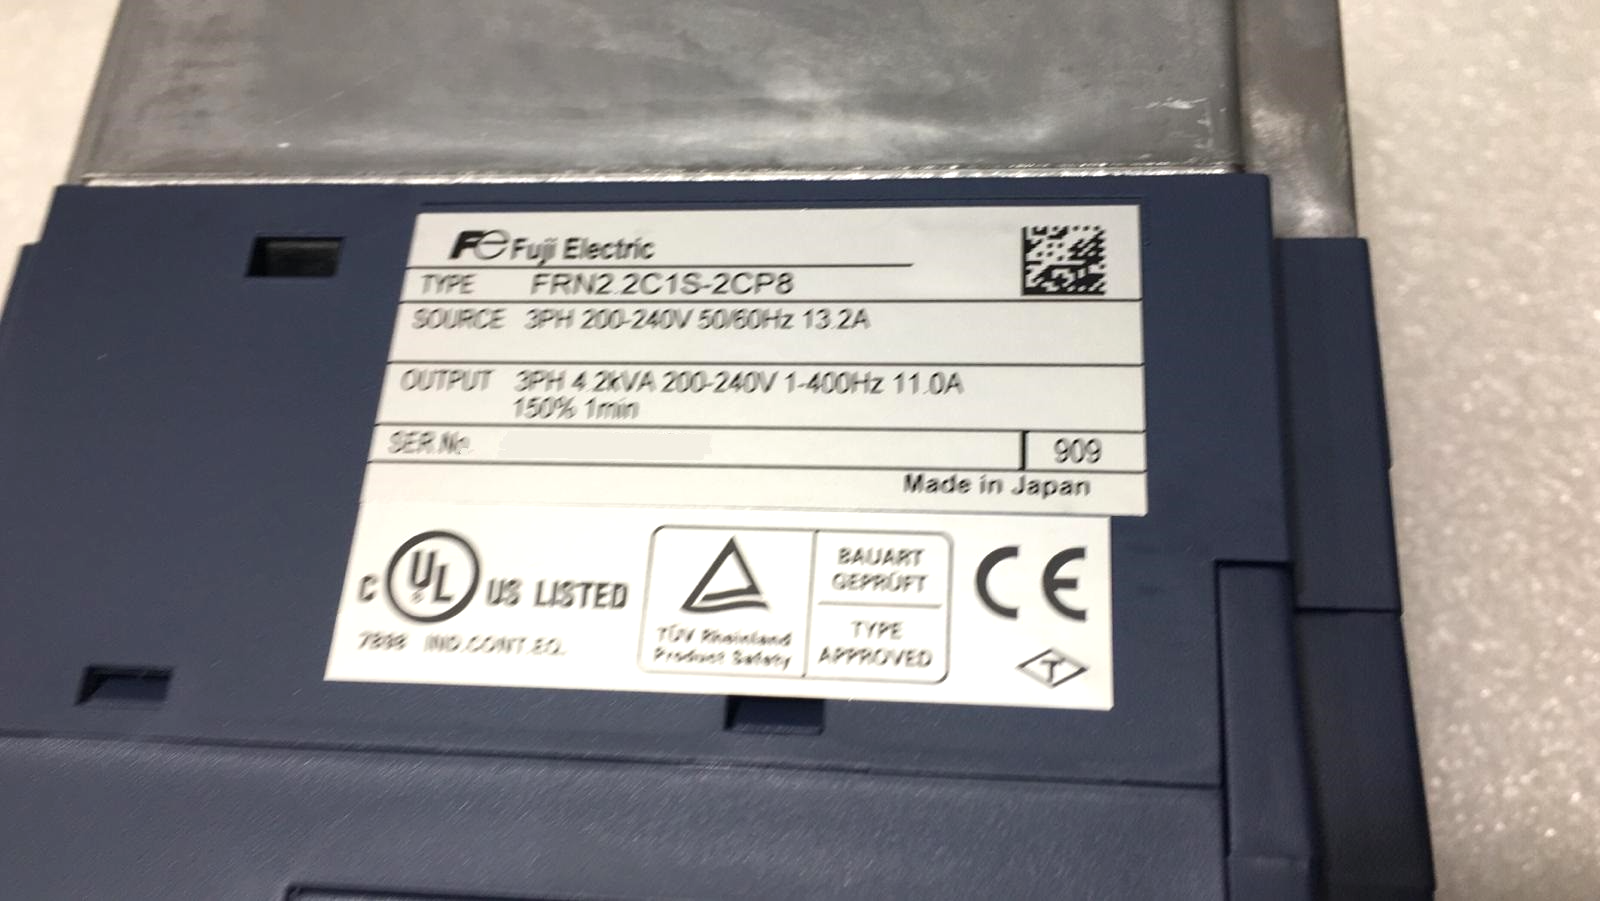 Fe Fuji Electric
TYPE FRN2.2C1S-2CP8
SOURCE 3PH 200-240V 50/60Hz 13.2A
OUTPUT 3PH 4.2kVA 200-240V 1-400Hz 11.0A
150% 1min
SER.No. 909
Made in Japan
C UL US LISTED
IND.CONT.EQ.
TÜV Rheinland
Product Safety
BAUART
GEPRÜFT
TYPE
APPROVED
CE
T